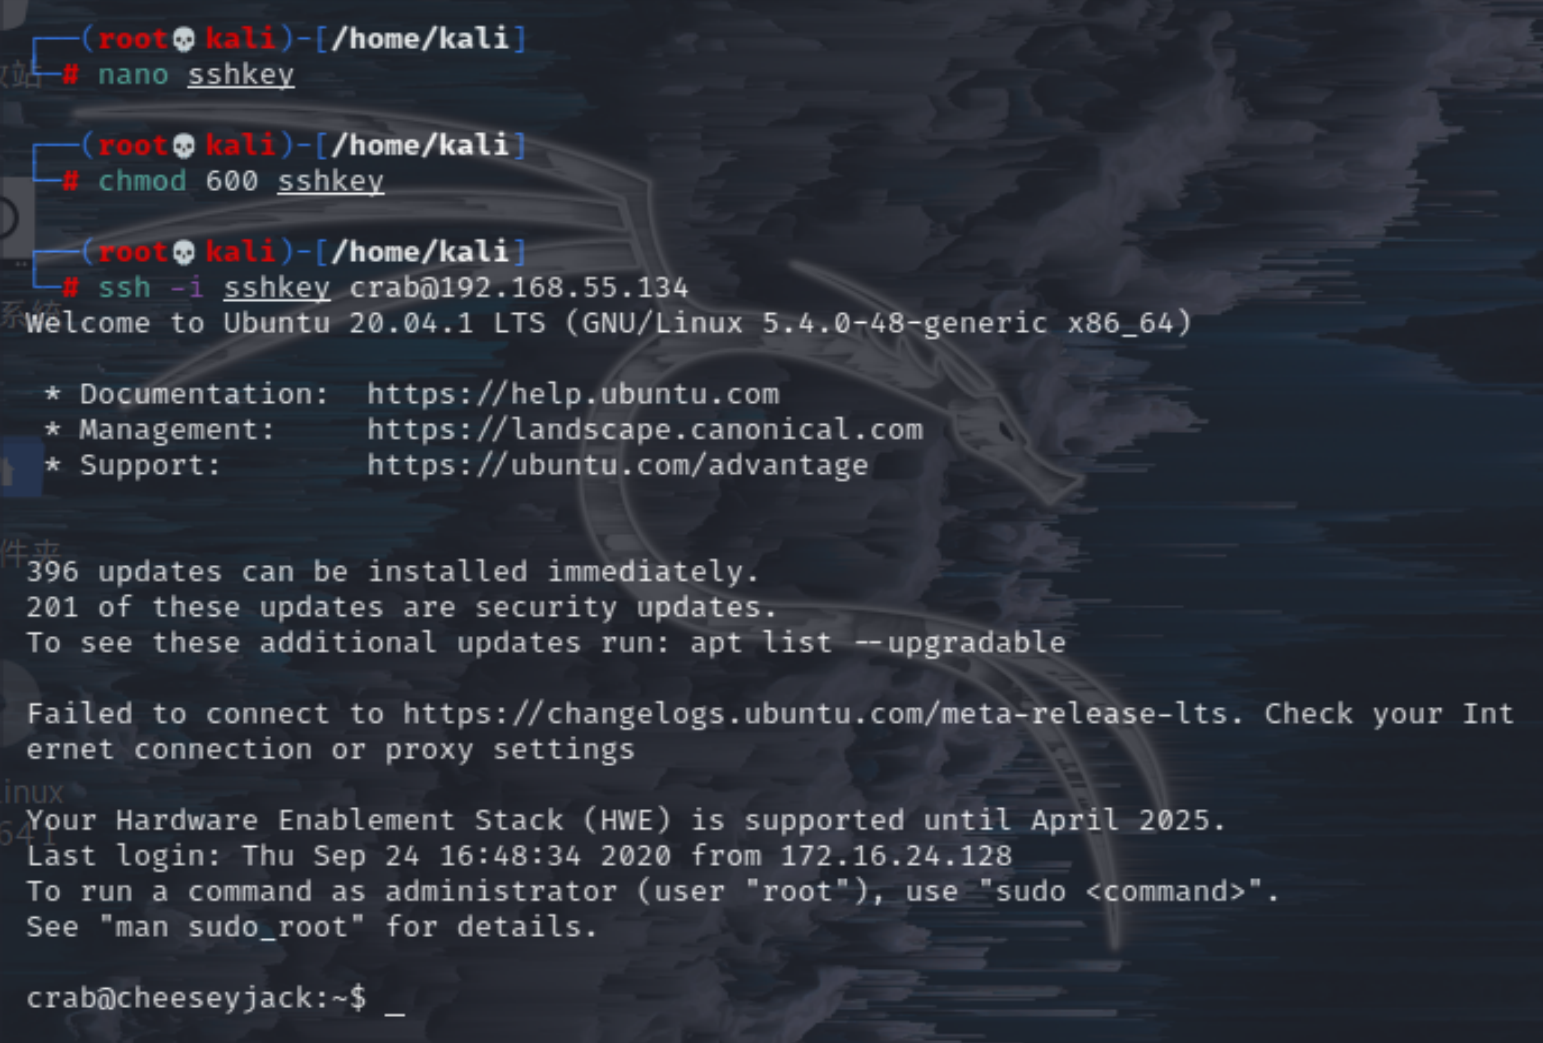 ┌──(root💀kali)-[/home/kali]
└─# nano sshkey
┌──(root💀kali)-[/home/kali]
└─# chmod 600 sshkey
┌──(root💀kali)-[/home/kali]
└─# ssh -i sshkey crab@192.168.55.134
Welcome to Ubuntu 20.04.1 LTS (GNU/Linux 5.4.0-48-generic x86_64)
* Documentation:  https://help.ubuntu.com
* Management:     https://landscape.canonical.com
* Support:        https://ubuntu.com/advantage
件夹
396 updates can be installed immediately.
201 of these updates are security updates.
To see these additional updates run: apt list --upgradable
Failed to connect to https://changelogs.ubuntu.com/meta-release-lts. Check your Int
ernet connection or proxy settings
inux
Your Hardware Enablement Stack (HWE) is supported until April 2025.
Last login: Thu Sep 24 16:48:34 2020 from 172.16.24.128
To run a command as administrator (user "root"), use "sudo <command>".
See "man sudo_root" for details.
crab@cheeseyjack:~$ _